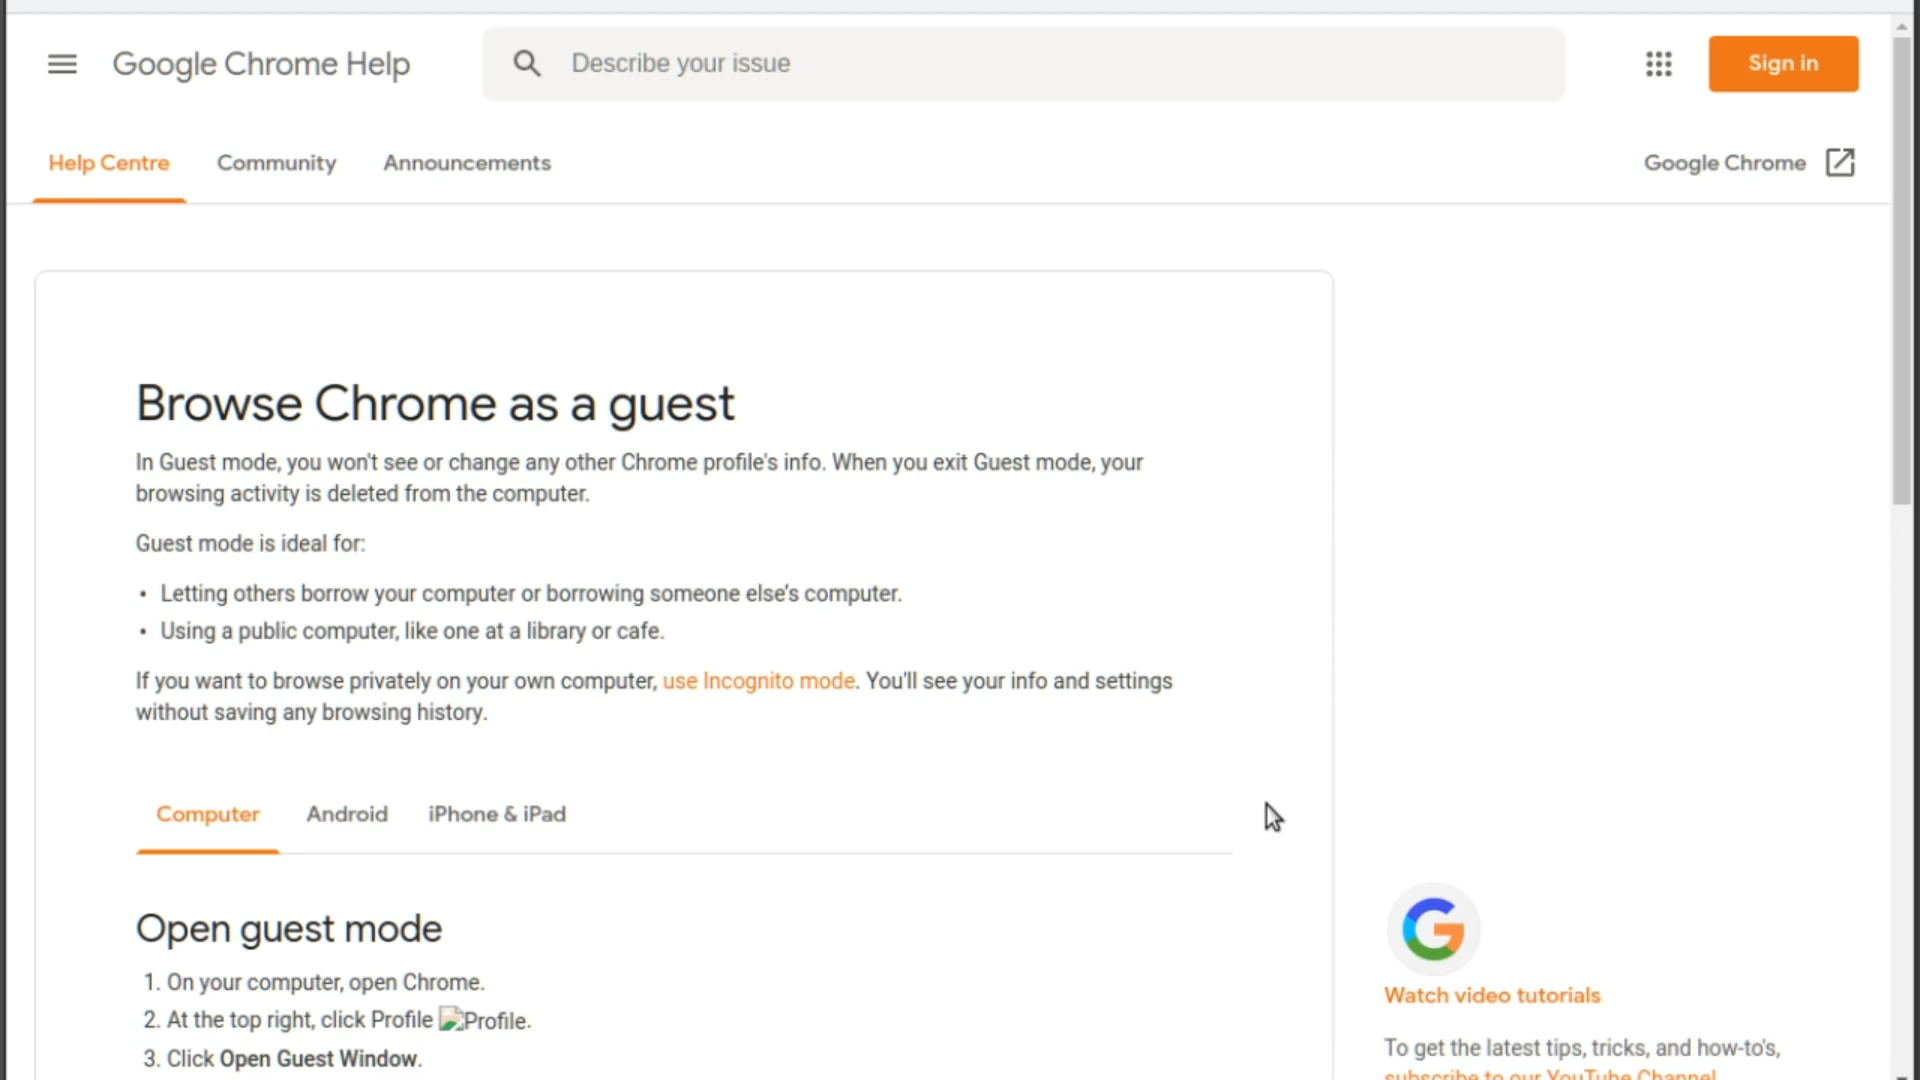 Google Chrome Help
Describe your issue
Sign in
Help Centre
Community
Announcements
Google Chrome
Browse Chrome as a guest
In Guest mode, you won't see or change any other Chrome profile's info. When you exit Guest mode, your
browsing activity is deleted from the computer.
Guest mode is ideal for:
• Letting others borrow your computer or borrowing someone else's computer.
• Using a public computer, like one at a library or cafe.
If you want to browse privately on your own computer, use Incognito mode. You'll see your info and settings
without saving any browsing history.
Computer
Android
iPhone & iPad
Open guest mode
1. On your computer, open Chrome.
2. At the top right, click Profile Profile.
3. Click Open Guest Window.
Watch video tutorials
To get the latest tips, tricks, and how-to's,
subscribe to our YouTube Channel